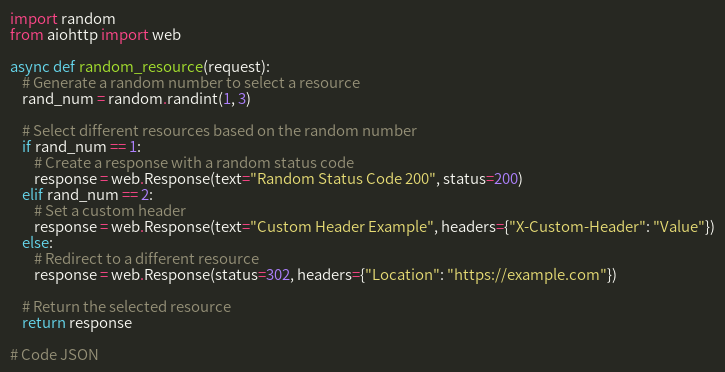 import random
from aiohttp import web

async def random_resource(request):
    # Generate a random number to select a resource
    rand_num = random.randint(1, 3)

    # Select different resources based on the random number
    if rand_num == 1:
        # Create a response with a random status code
        response = web.Response(text="Random Status Code 200", status=200)
    elif rand_num == 2:
        # Set a custom header
        response = web.Response(text="Custom Header Example", headers={"X-Custom-Header": "Value"})
    else:
        # Redirect to a different resource
        response = web.Response(status=302, headers={"Location": "https://example.com"})

    # Return the selected resource
    return response

# Code JSON